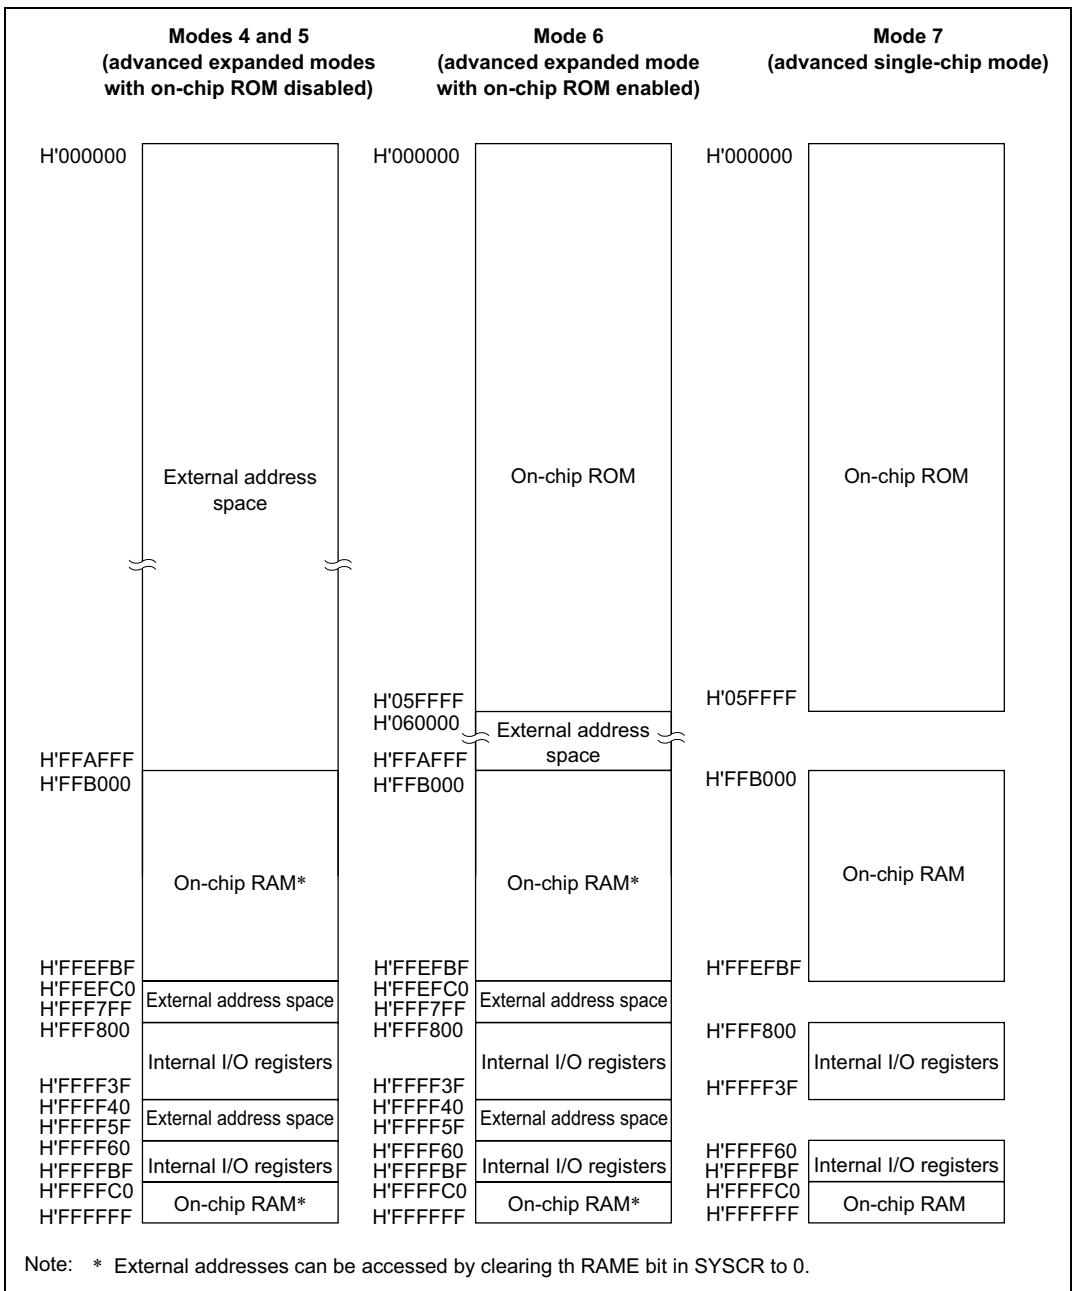 Modes 4 and 5
(advanced expanded modes
with on-chip ROM disabled)
H'000000
External address
space
H'FFAFFF
H'FFB000
On-chip RAM*
H'FFEFBF
H'FFEFC0
External address space
H'FFF7FF
H'FFF800
Internal I/O registers
H'FFFF3F
H'FFFF40
External address space
H'FFFF5F
H'FFFF60
Internal I/O registers
H'FFFFBF
H'FFFFC0
On-chip RAM*
H'FFFFFF
Mode 6
(advanced expanded mode
with on-chip ROM enabled)
H'000000
On-chip ROM
H'05FFFF
H'060000
External address
space
H'FFAFFF
H'FFB000
On-chip RAM*
H'FFEFBF
H'FFEFC0
External address space
H'FFF7FF
H'FFF800
Internal I/O registers
H'FFFF3F
H'FFFF40
External address space
H'FFFF5F
H'FFFF60
Internal I/O registers
H'FFFFBF
H'FFFFC0
On-chip RAM*
H'FFFFFF
Mode 7
(advanced single-chip mode)
H'000000
On-chip ROM
H'05FFFF
H'FFB000
On-chip RAM
H'FFEFBF
H'FFF800
Internal I/O registers
H'FFFF3F
H'FFFF60
Internal I/O registers
H'FFFFBF
H'FFFFC0
On-chip RAM
H'FFFFFF
Note: * External addresses can be accessed by clearing th RAME bit in SYSCR to 0.